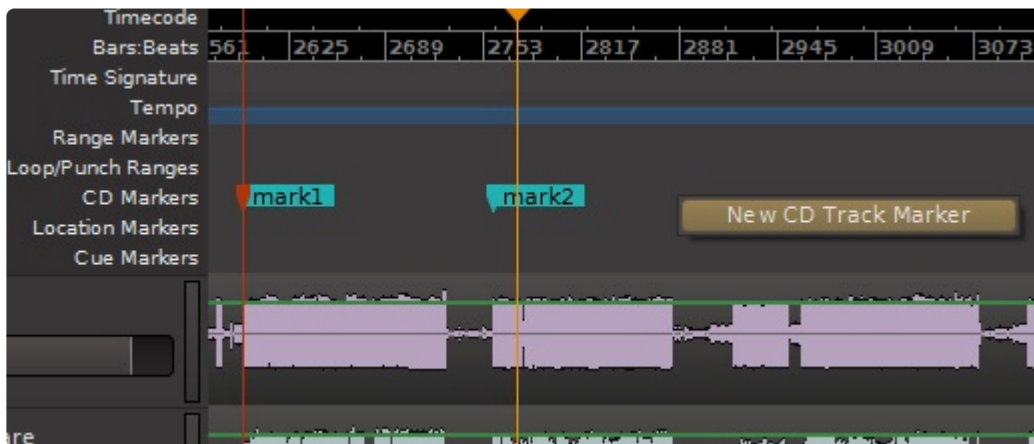 Timecode
Bars:Beats 561 2625 2689 2753 2817 2881 2945 3009 3073
Time Signature
Tempo
Range Markers
Loop/Punch Ranges
CD Markers mark1 mark2
New CD Track Marker
Location Markers
Cue Markers
are